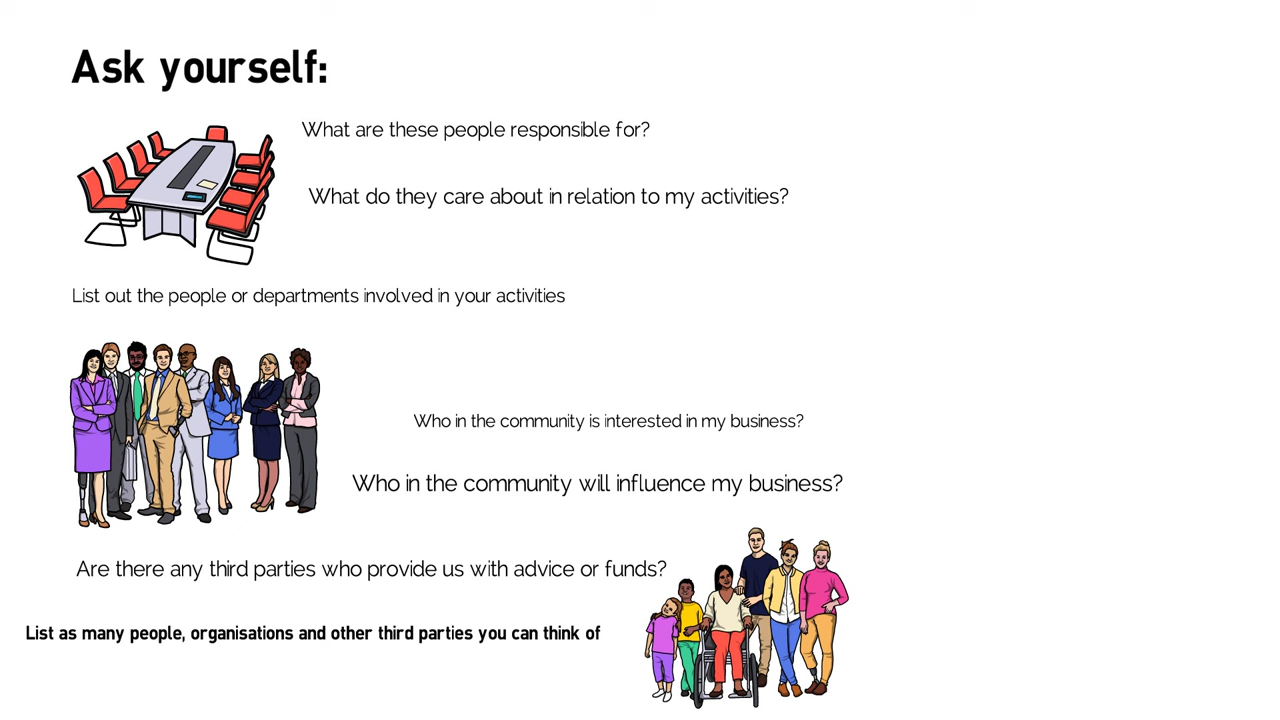 Ask yourself:
What are these people responsible for?
What do they care about in relation to my activities?
List out the people or departments involved in your activities
Who in the community is interested in my business?
Who in the community will influence my business?
Are there any third parties who provide us with advice or funds?
List as many people, organisations and other third parties you can think of